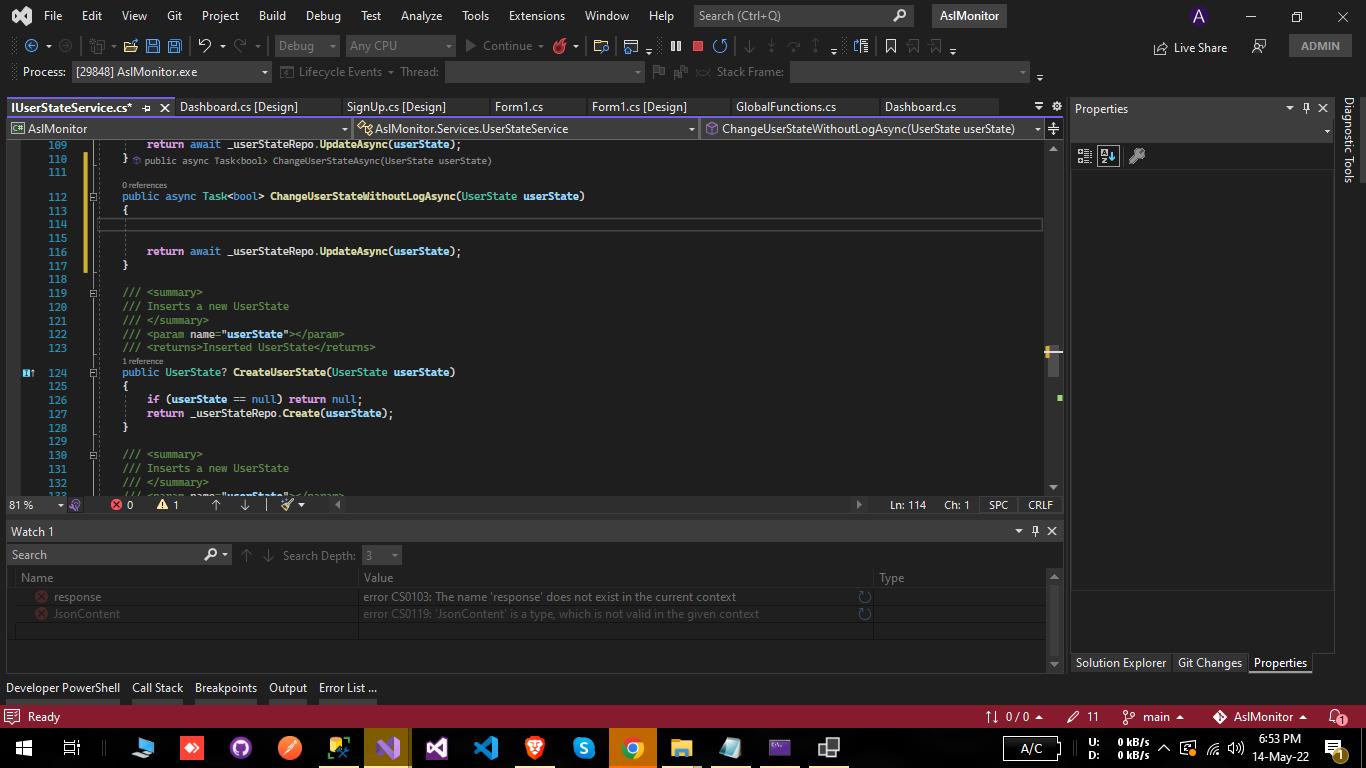 File Edit View Git Project Build Debug Test Analyze Tools Extensions Window Help Search (Ctrl+Q) AslMonitor A
Debug Any CPU Continue Live Share ADMIN
Process: [29848] AslMonitor.exe Lifecycle Events Thread: Stack Frame:
IUserStateService.cs* Dashboard.cs [Design] SignUp.cs [Design] Form1.cs Form1.cs [Design] GlobalFunctions.cs Dashboard.cs Properties
C# AslMonitor AslMonitor.Services.UserStateService ChangeUserStateWithoutLogAsync(UserState userState)
Diagnostic Tools
109 return await _userStateRepo.UpdateAsync(userState);
110 } public async Task<bool> ChangeUserStateAsync(UserState userState)
111
0 references
112 public async Task<bool> ChangeUserStateWithoutLogAsync(UserState userState)
113 {
114
115
116 return await _userStateRepo.UpdateAsync(userState);
117 }
118
119 /// <summary>
120 /// Inserts a new UserState
121 /// </summary>
122 /// <param name="userState"></param>
123 /// <returns>Inserted UserState</returns>
1 reference
124 public UserState? CreateUserState(UserState userState)
125 {
126 if (userState == null) return null;
127 return _userStateRepo.Create(userState);
128 }
129
130 /// <summary>
131 /// Inserts a new UserState
132 /// </summary>
133 /// <param name="userState"></param>
81 % 0 1 Ln: 114 Ch: 1 SPC CRLF
Watch 1
Search Search Depth: 3
Name Value Type
response error CS0103: The name 'response' does not exist in the current context
JsonContent error CS0119: 'JsonContent' is a type, which is not valid in the given context
Solution Explorer Git Changes Properties
Developer PowerShell Call Stack Breakpoints Output Error List ...
Ready 0 / 0 11 main AslMonitor 1
A/C U: 0 kB/s 6:53 PM
D: 0 kB/s 14-May-22 1